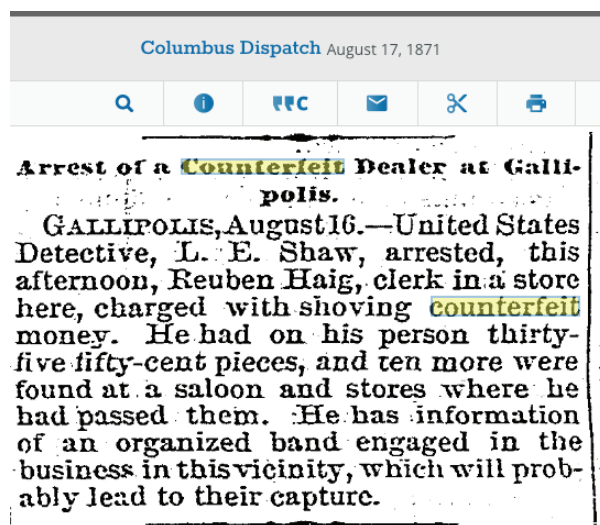 Columbus Dispatch August 17, 1871
Arrest of a Counterfeit Dealer at Galli-
polis.
GALLIPOLIS, August 16.—United States
Detective, L. E. Shaw, arrested, this
afternoon, Reuben Haig, clerk in a store
here, charged with shoving counterfeit
money. He had on his person thirty-
five fifty-cent pieces, and ten more were
found at a saloon and stores where he
had passed them. He has information
of an organized band engaged in the
business in this vicinity, which will prob-
ably lead to their capture.